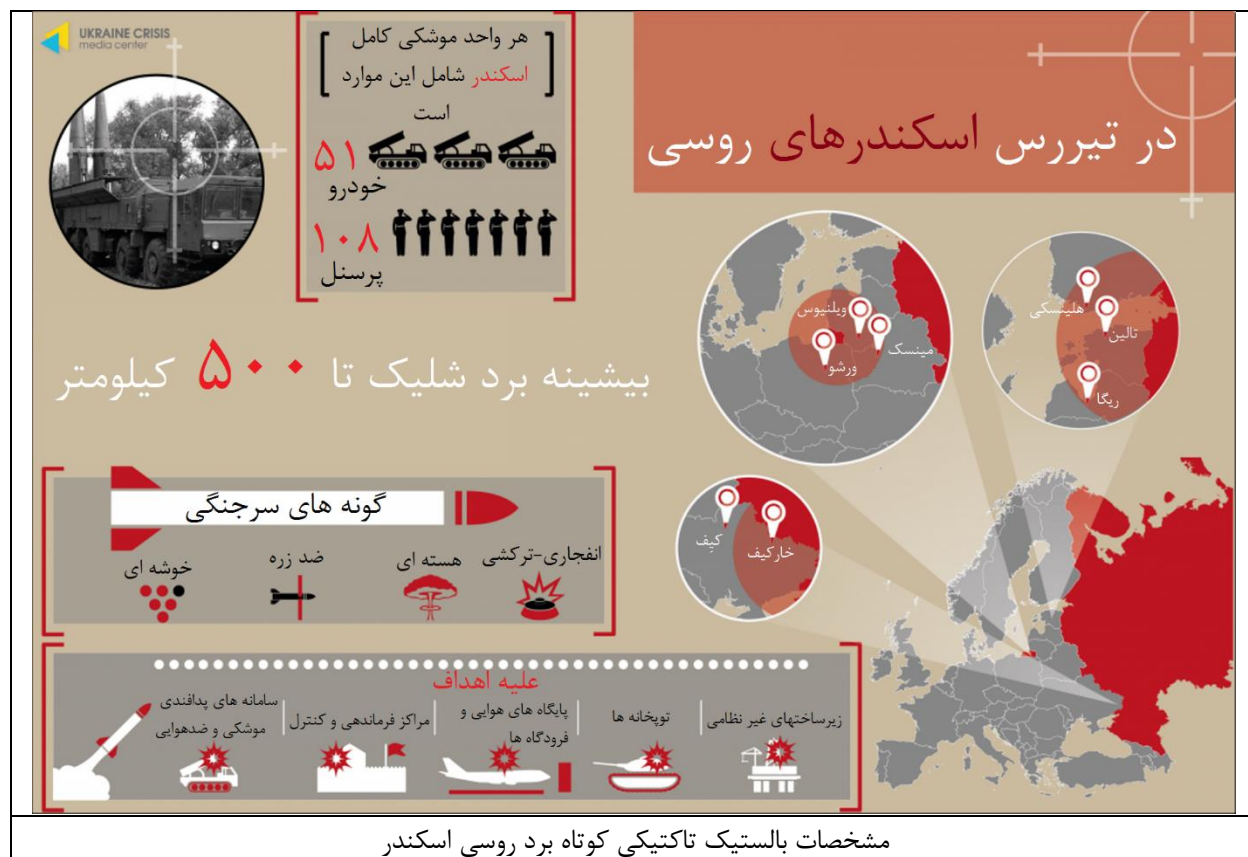 UKRAINE CRISIS
media center
هر واحد موشکی کامل
اسکندر شامل این موارد
است
۵۱
خودرو
۱۰۸
پرسنل
در تیررس اسکندرهای روسی
ویلنیوس
مینسک
ورشو
هلینسکی
تالین
ریگا
بیشینه برد شلیک تا ۵۰۰ کیلومتر
کیِف
خارکیف
گونه های سرجنگی
انفجاری-ترکشی
هسته ای
ضد زره
خوشه ای
علیه اهداف
زیرساختهای غیر نظامی
توپخانه ها
پایگاه های هوایی و
فرودگاه ها
مراکز فرماندهی و کنترل
سامانه های پدافندی
موشکی و ضدهوایی
مشخصات بالستیک تاکتیکی کوتاه برد روسی اسکندر